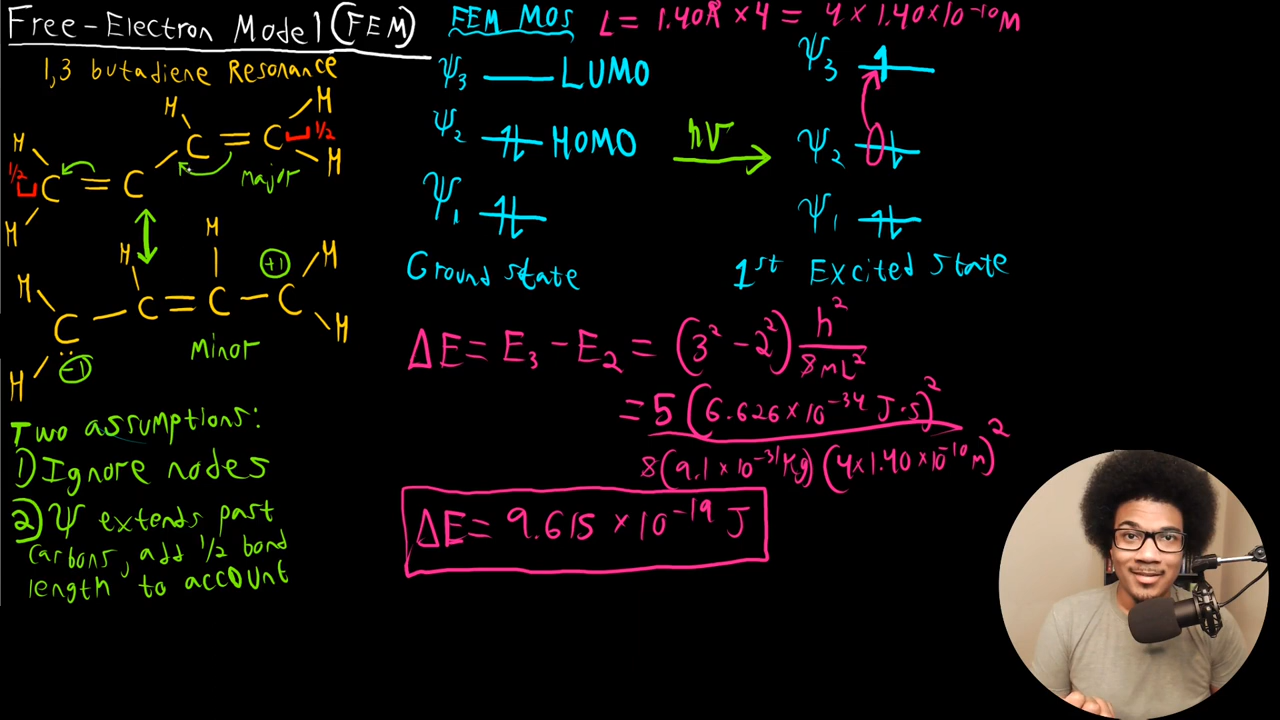 Free-Electron Model (FEM)
1,3 butadiene Resonance
H
H
H
C = C
1/2
H
1/2
C = C
major
H
H
H
+1
H
H
C = C - C
C
H
H
-1
Minor
Two assumptions:
1) Ignore nodes
2) Ψ extends past
carbons, add 1/2 bond
length to account
FEM MOs
L = 1.40Å × 4 = 4 × 1.40×10⁻¹⁰ M
Ψ₃ LUMO
Ψ₂ HOMO
Ψ₁
Ground state
hν
Ψ₃
Ψ₂
Ψ₁
1st Excited State
ΔE = E₃ - E₂ = (3² - 2²) h²
8mL²
= 5 (6.626 × 10⁻³⁴ J·s)²
8(9.1 × 10⁻³¹ Kg) (4×1.40×10⁻¹⁰ m)²
ΔE = 9.615 × 10⁻¹⁹ J